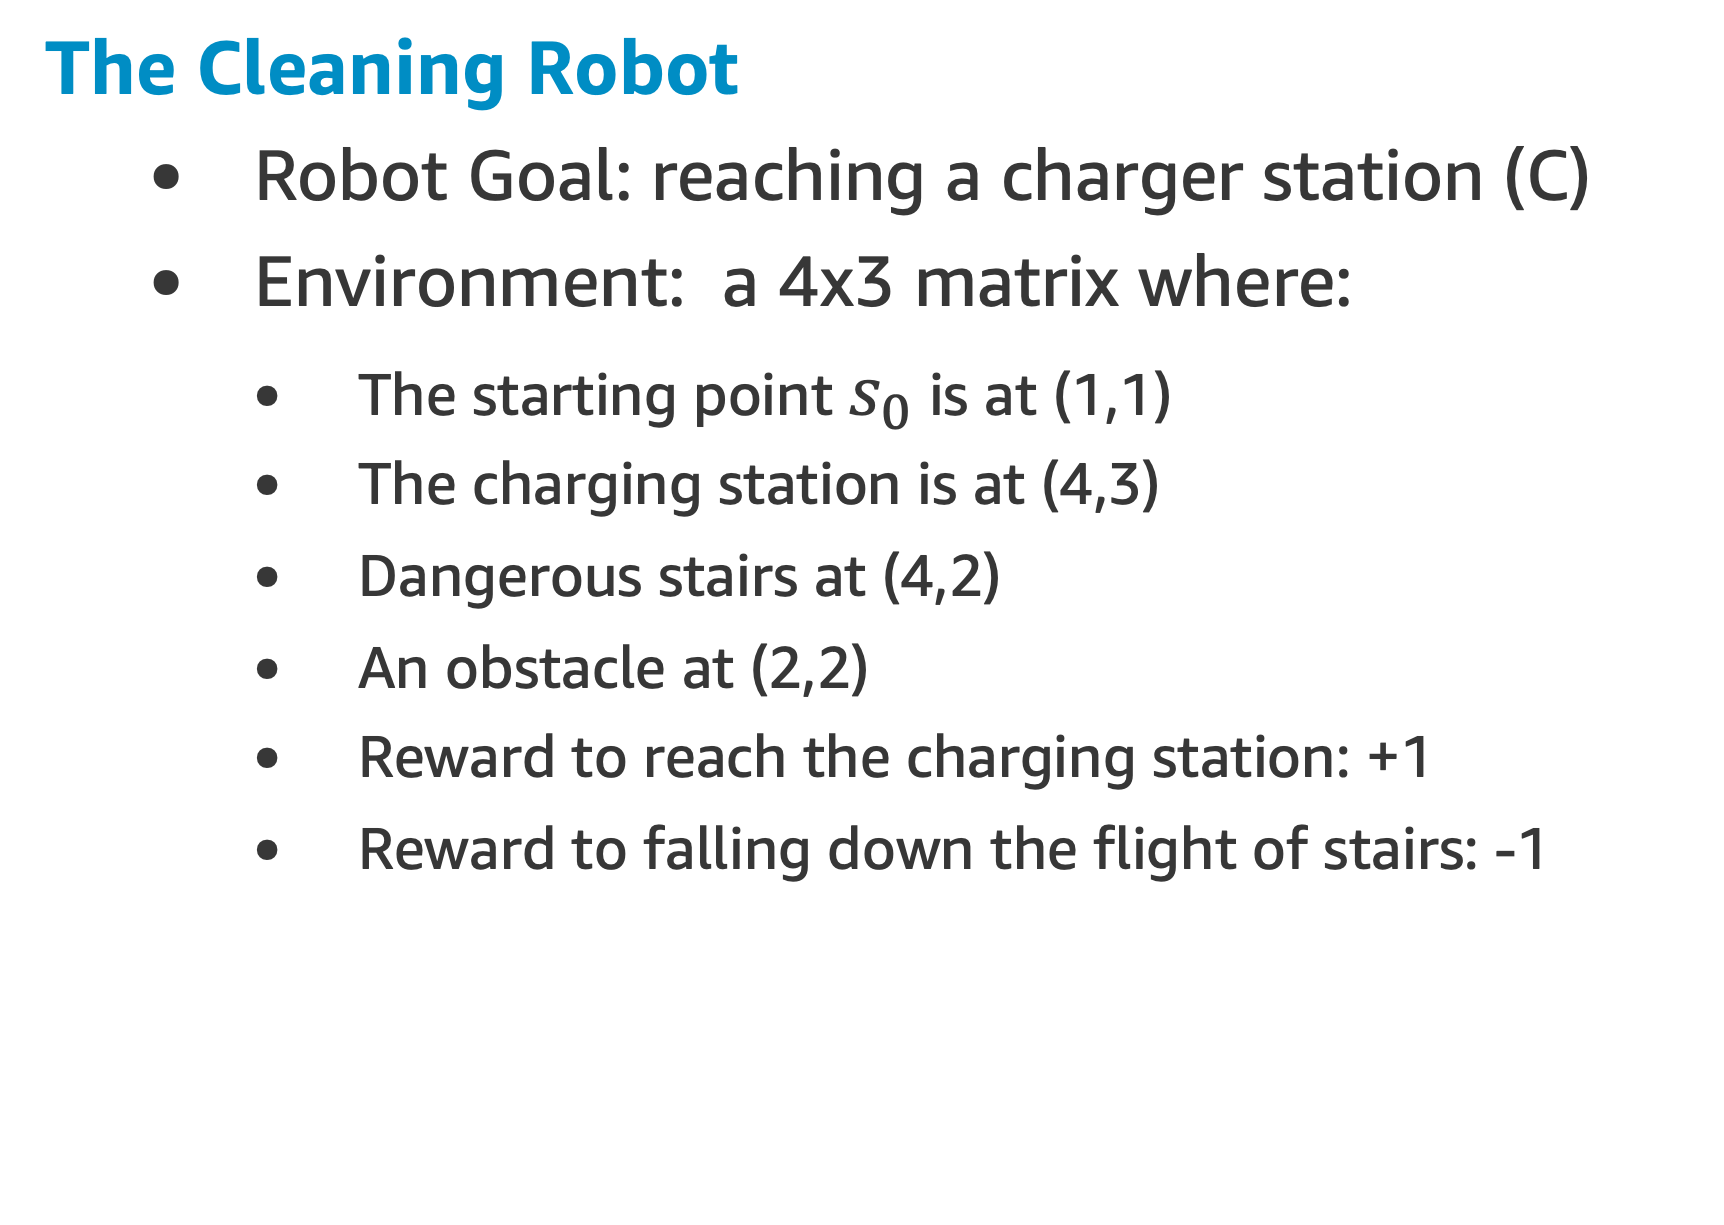 The Cleaning Robot
• Robot Goal: reaching a charger station (C)
• Environment:  a 4x3 matrix where:
• The starting point s₀ is at (1,1)
• The charging station is at (4,3)
• Dangerous stairs at (4,2)
• An obstacle at (2,2)
• Reward to reach the charging station: +1
• Reward to falling down the flight of stairs: -1